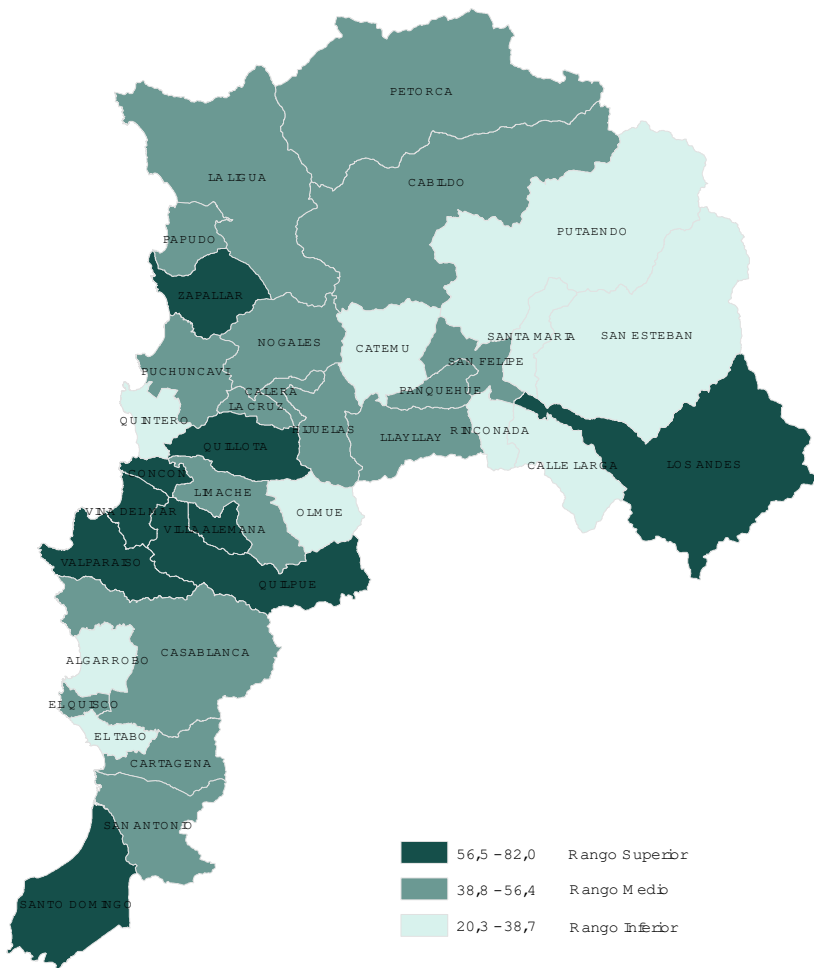 PETORCA
LA LIGUA
CABILDO
PAPUDO
PUTAENDO
ZAPALLAR
NOGALES
CATEMU
SANTA MARIA
SAN ESTEBAN
SAN FELIPE
PUCHUNCAVI
CALERA
PANQUEHUE
LA CRUZ
QUINTERO
HIJUELAS
LLAYLLAY
RINCONADA
QUILLOTA
CALLE LARGA
LOS ANDES
CONCON
LIMACHE
VINA DEL MAR
OLMUE
VILLA ALEMANA
VALPARAISO
QUILPUE
CASABLANCA
ALGARROBO
EL QUISCO
EL TABO
CARTAGENA
SAN ANTONIO
SANTO DOMINGO
56,5 - 82,0 Rango Superior
38,8 - 56,4 Rango Medio
20,3 - 38,7 Rango Inferior